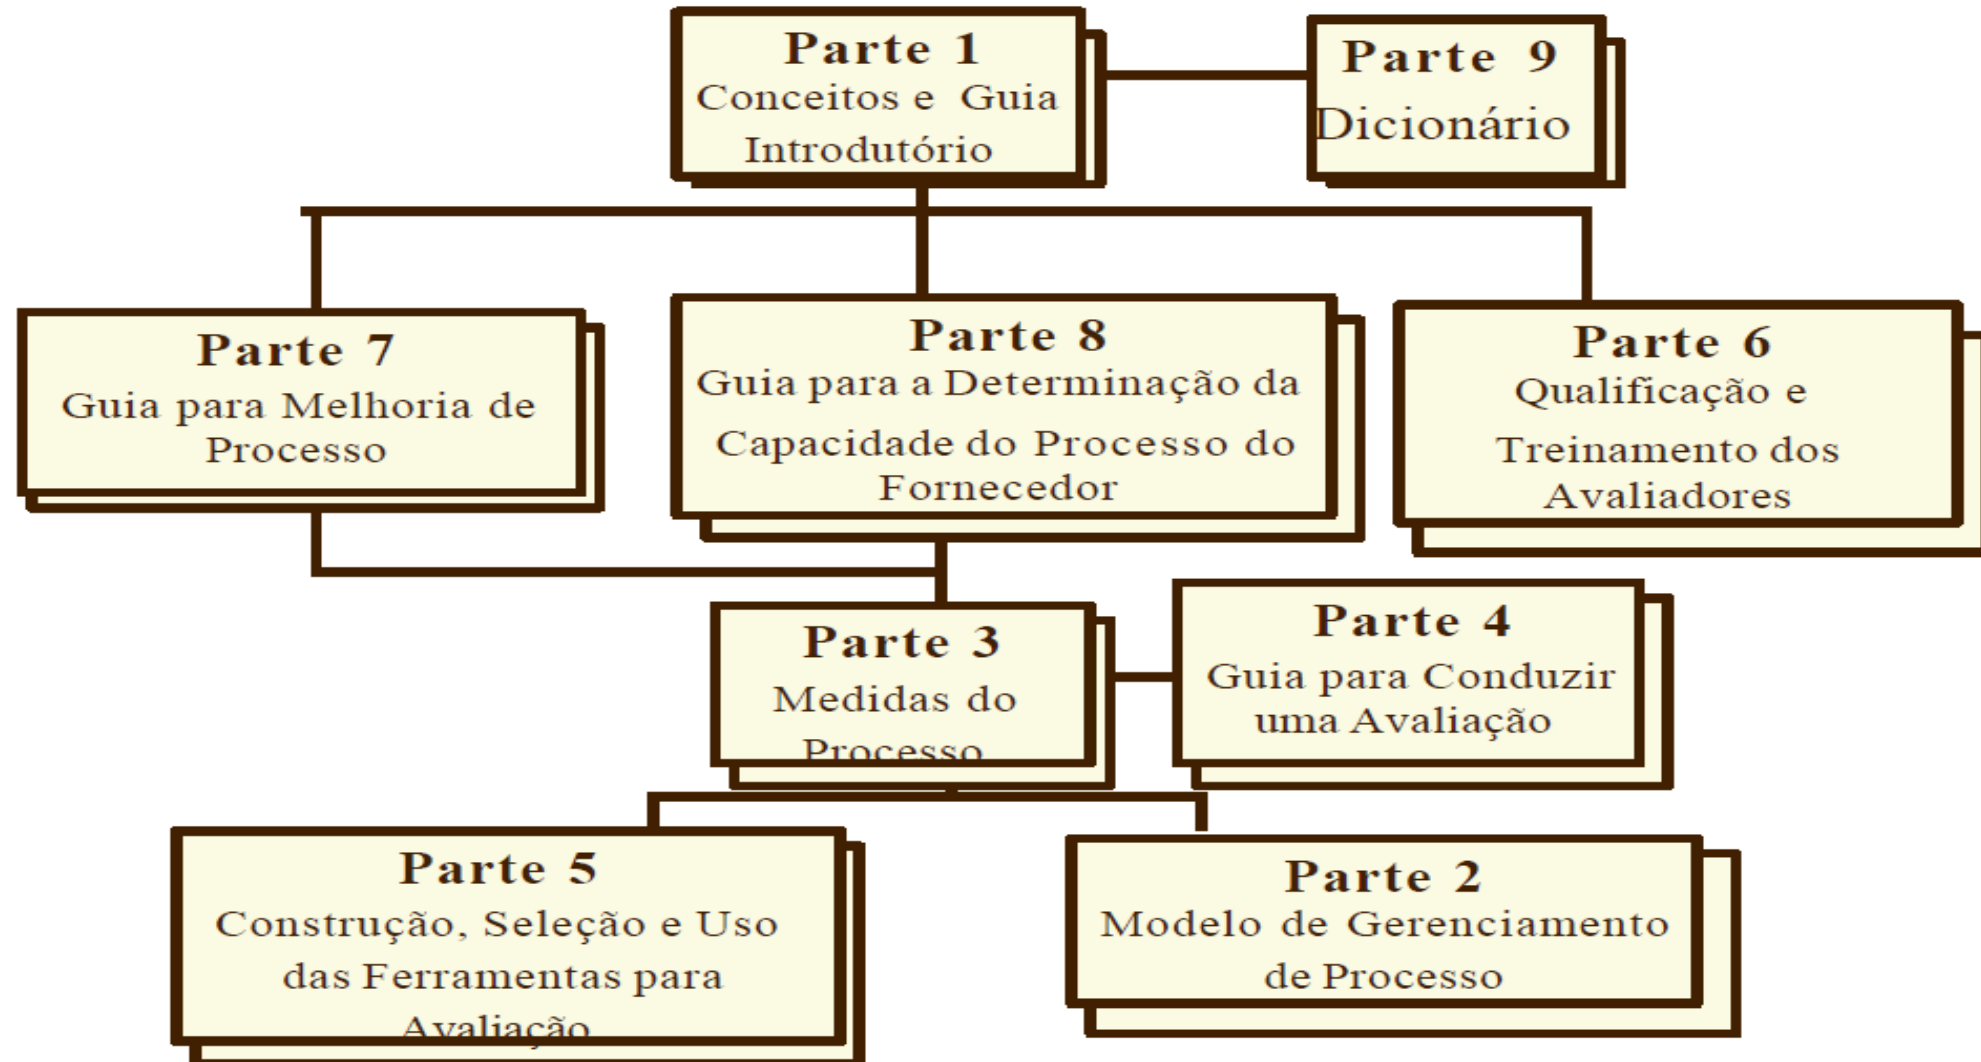 Parte 1
Conceitos e Guia
Introdutório
Parte 9
Dicionário
Parte 7
Guia para Melhoria de
Processo
Parte 8
Guia para a Determinação da
Capacidade do Processo do
Fornecedor
Parte 6
Qualificação e
Treinamento dos
Avaliadores
Parte 3
Medidas do
Processo
Parte 4
Guia para Conduzir
uma Avaliação
Parte 5
Construção, Seleção e Uso
das Ferramentas para
Avaliação
Parte 2
Modelo de Gerenciamento
de Processo